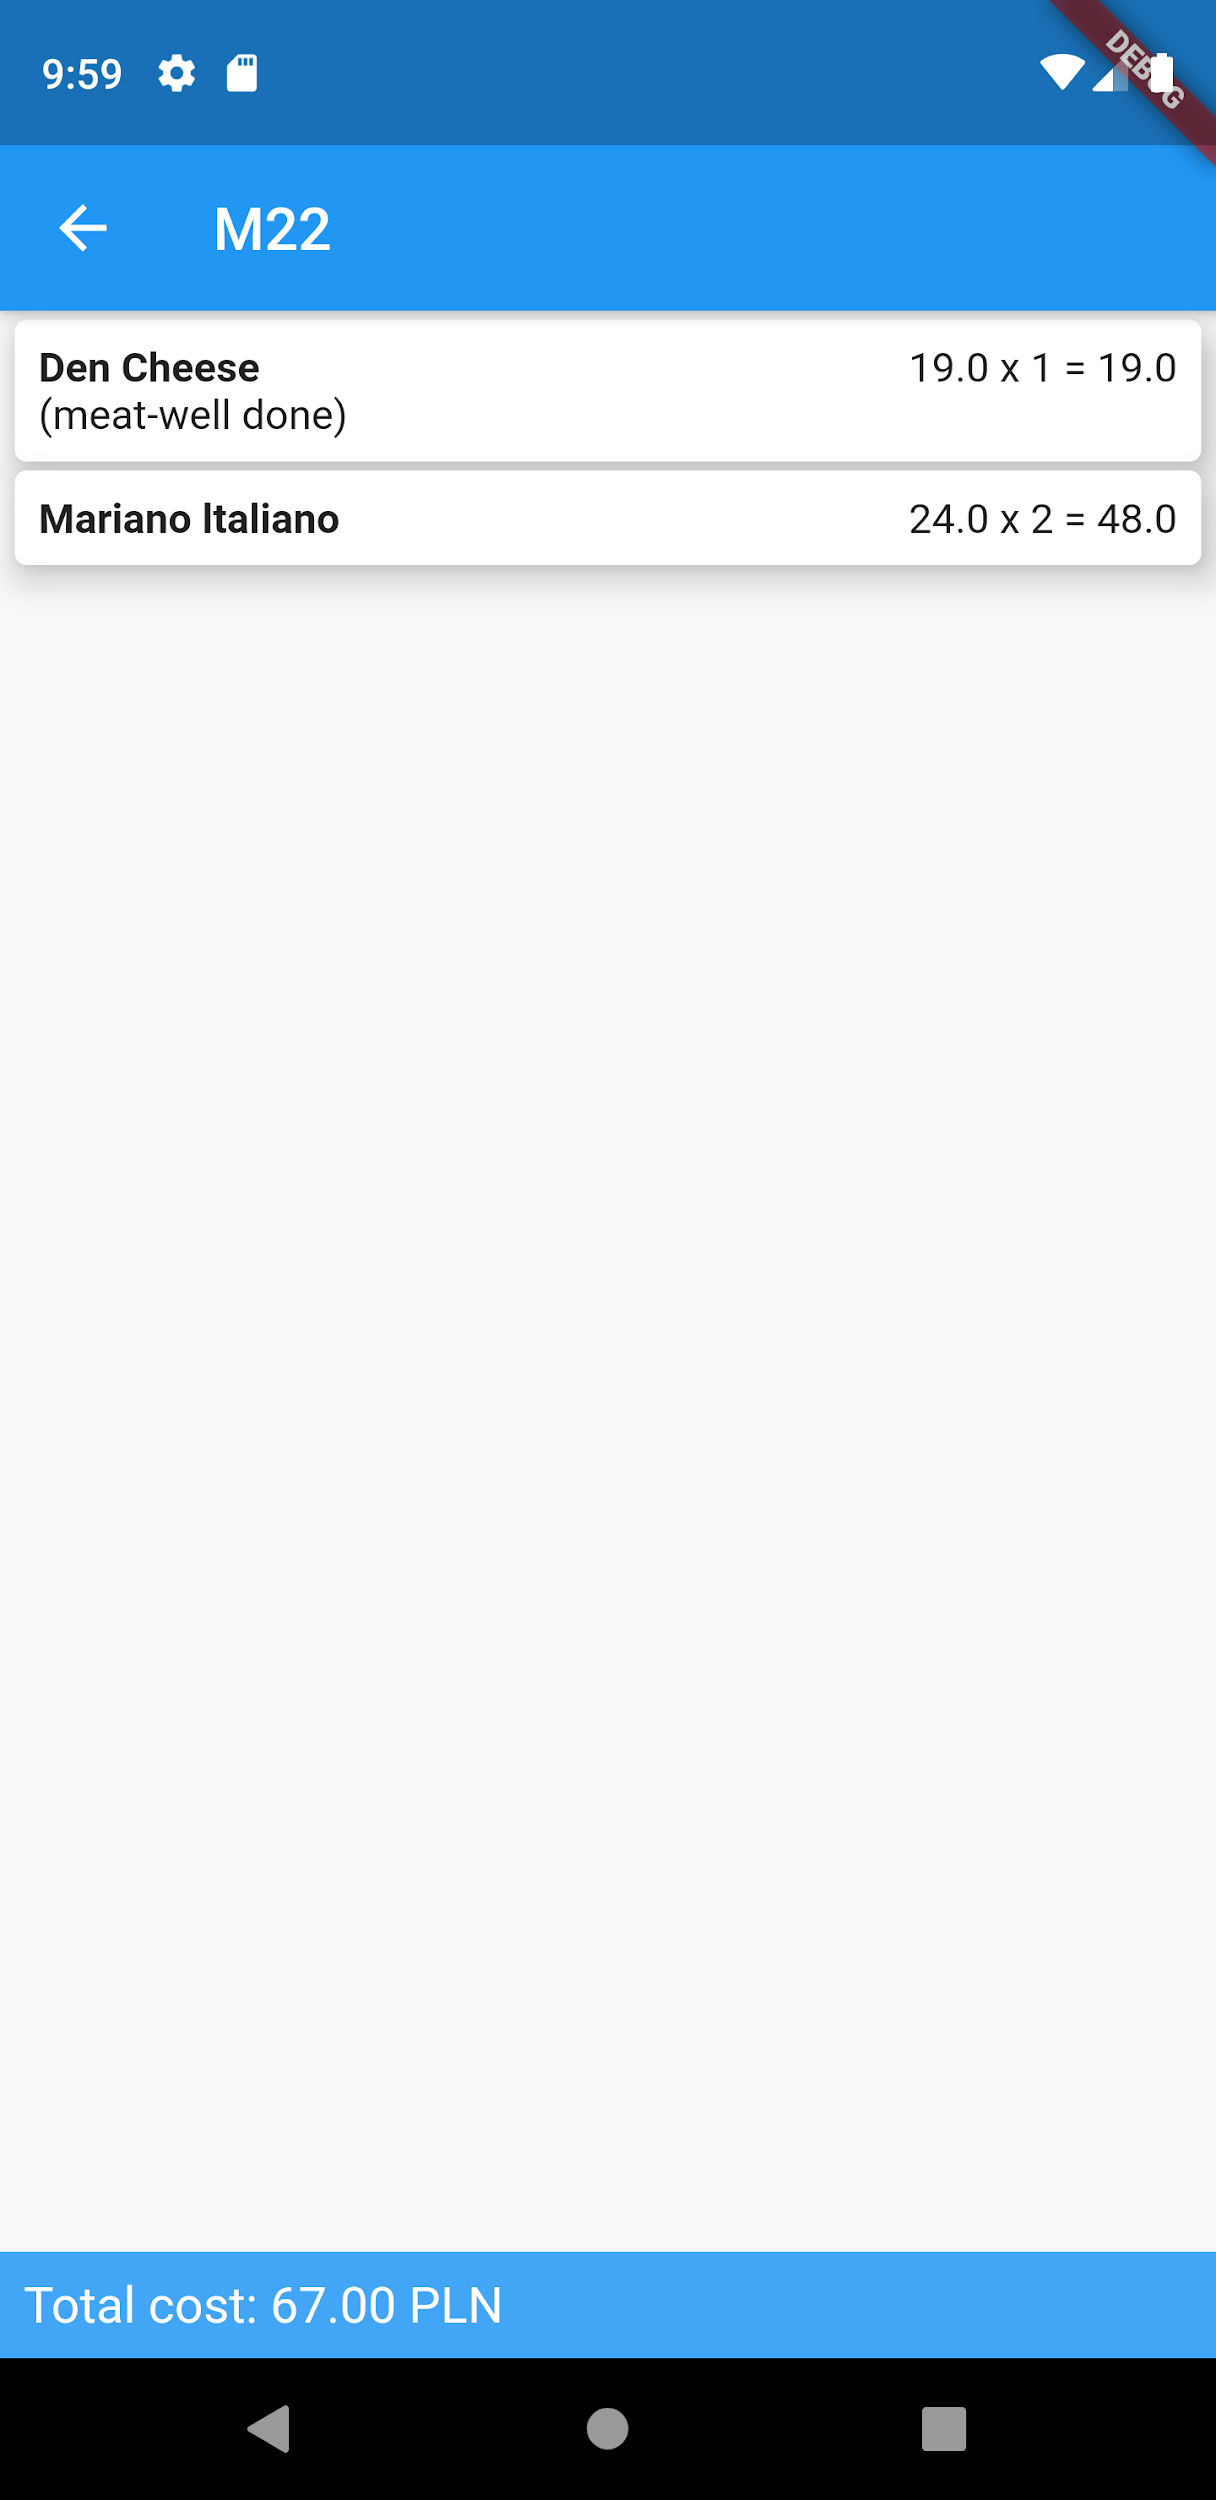 9:59
DEBUG
M22
Den Cheese 19.0 x 1 = 19.0
(meat-well done)
Mariano Italiano 24.0 x 2 = 48.0
Total cost: 67.00 PLN